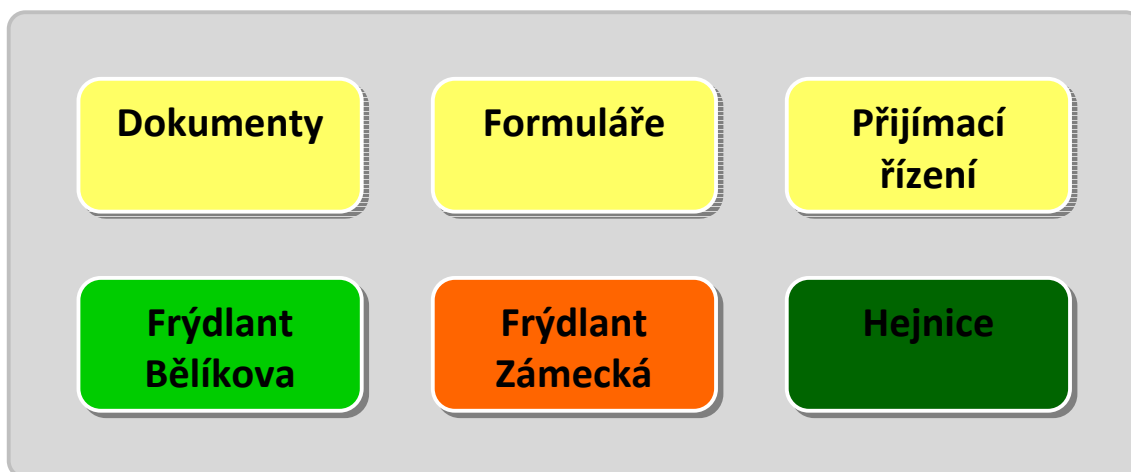 Dokumenty
Formuláře
Přijímací
řízení
Frýdlant
Bělíkova
Frýdlant
Zámecká
Hejnice